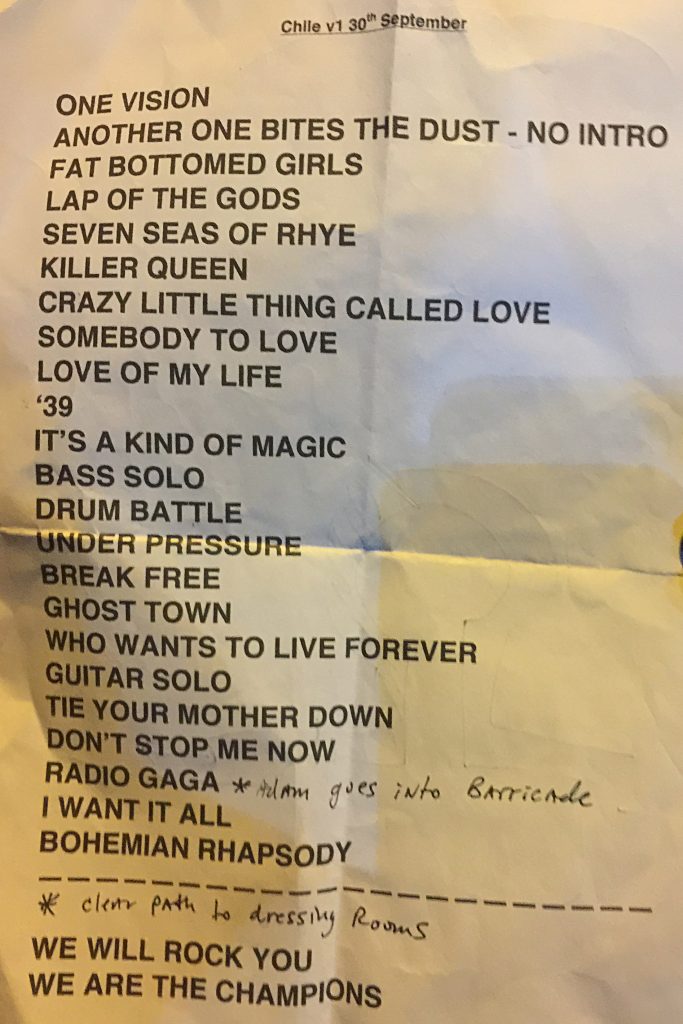 Chile v1 30th September
ONE VISION
ANOTHER ONE BITES THE DUST - NO INTRO
FAT BOTTOMED GIRLS
LAP OF THE GODS
SEVEN SEAS OF RHYE
KILLER QUEEN
CRAZY LITTLE THING CALLED LOVE
SOMEBODY TO LOVE
LOVE OF MY LIFE
‘39
IT'S A KIND OF MAGIC
BASS SOLO
DRUM BATTLE
UNDER PRESSURE
BREAK FREE
GHOST TOWN
WHO WANTS TO LIVE FOREVER
GUITAR SOLO
TIE YOUR MOTHER DOWN
DON'T STOP ME NOW
RADIO GAGA * Adam goes into Barricade
I WANT IT ALL
BOHEMIAN RHAPSODY
* clear path to dressing Rooms
WE WILL ROCK YOU
WE ARE THE CHAMPIONS